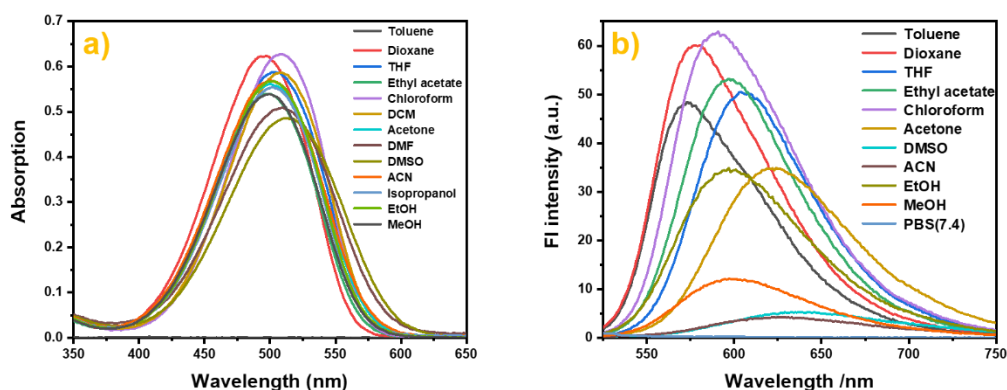 a)
0.7
0.6
0.5
0.4
0.3
0.2
0.1
0.0
Absorption
350 400 450 500 550 600 650
Wavelength (nm)
Toluene
Dioxane
THF
Ethyl acetate
Chloroform
DCM
Acetone
DMF
DMSO
ACN
Isopropanol
EtOH
MeOH
b)
60
50
40
30
20
10
0
FI intensity (a.u.)
550 600 650 700 750
Wavelength /nm
Toluene
Dioxane
THF
Ethyl acetate
Chloroform
Acetone
DMSO
ACN
EtOH
MeOH
PBS(7.4)